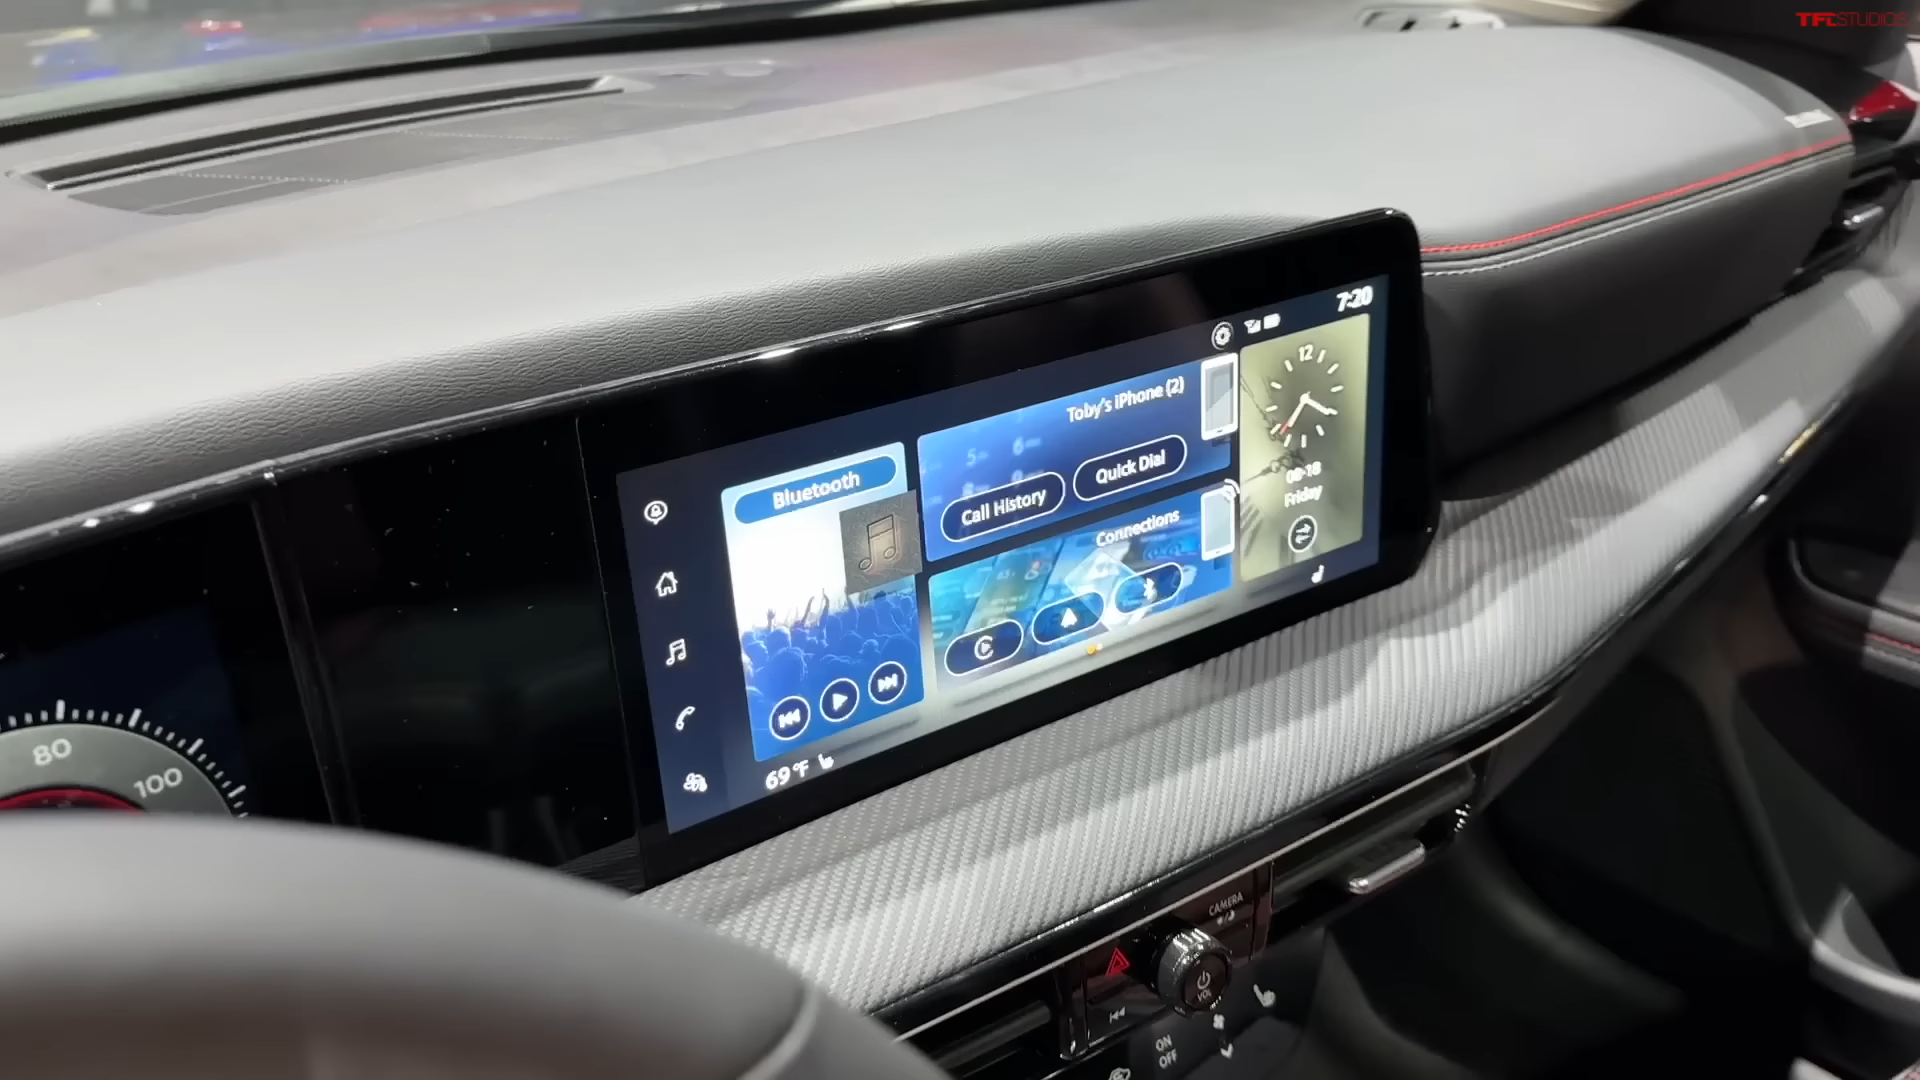 TFLSTUDIOS
7:20
12
Toby's iPhone (2)
Bluetooth
Call History
Quick Dial
Connections
Friday
69°F
80
100
CAMERA
VOL
ON
OFF